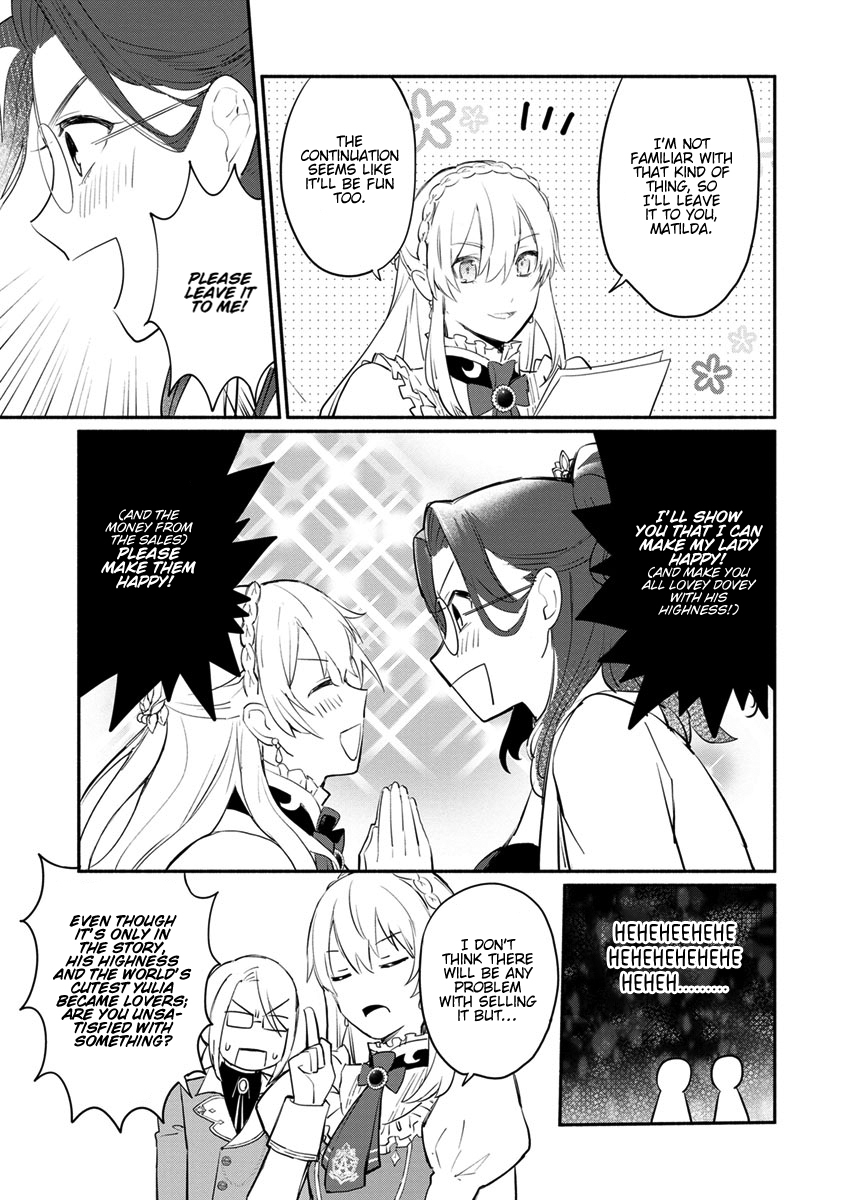 I'M NOT
FAMILIAR WITH
THAT KIND OF
THING, SO
I'LL LEAVE
IT TO YOU,
MATILDA.
THE
CONTINUATION
SEEMS LIKE
IT'LL BE FUN
TOO.
PLEASE
LEAVE IT
TO ME!
I'LL SHOW
YOU THAT I CAN
MAKE MY LADY
HAPPY!
(AND MAKE YOU
ALL LOVEY DOVEY
WITH HIS
HIGHNESS!)
(AND THE
MONEY FROM
THE SALES)
PLEASE
MAKE THEM
HAPPY!
HEHEHEEHEHE
HEHEHEHEHEHE
HEHEH.........
I DON'T
THINK THERE
WILL BE ANY
PROBLEM
WITH SELLING
IT BUT...
EVEN THOUGH
IT'S ONLY IN
THE STORY,
HIS HIGHNESS
AND THE WORLD'S
CUTEST YULIA
BECAME LOVERS;
ARE YOU UNSA-
TISFIED WITH
SOMETHING?